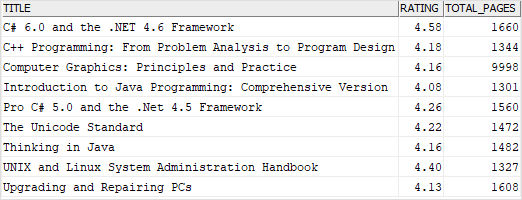 TITLE RATING TOTAL_PAGES
C# 6.0 and the .NET 4.6 Framework 4.58 1660
C++ Programming: From Problem Analysis to Program Design 4.18 1344
Computer Graphics: Principles and Practice 4.16 9998
Introduction to Java Programming: Comprehensive Version 4.08 1301
Pro C# 5.0 and the .Net 4.5 Framework 4.26 1560
The Unicode Standard 4.22 1472
Thinking in Java 4.16 1482
UNIX and Linux System Administration Handbook 4.40 1327
Upgrading and Repairing PCs 4.13 1608